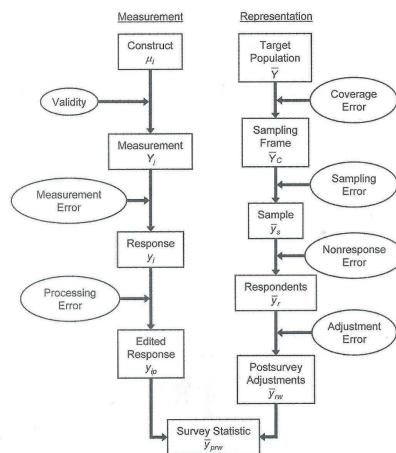 Measurement
Construct
μi
Validity
Measurement
Yi
Measurement
Error
Response
yi
Processing
Error
Edited
Response
yip
Representation
Target
Population
Ȳ
Coverage
Error
Sampling
Frame
ȲC
Sampling
Error
Sample
ȳs
Nonresponse
Error
Respondents
ȳr
Adjustment
Error
Postsurvey
Adjustments
ȳrw
Survey Statistic
ȳprw